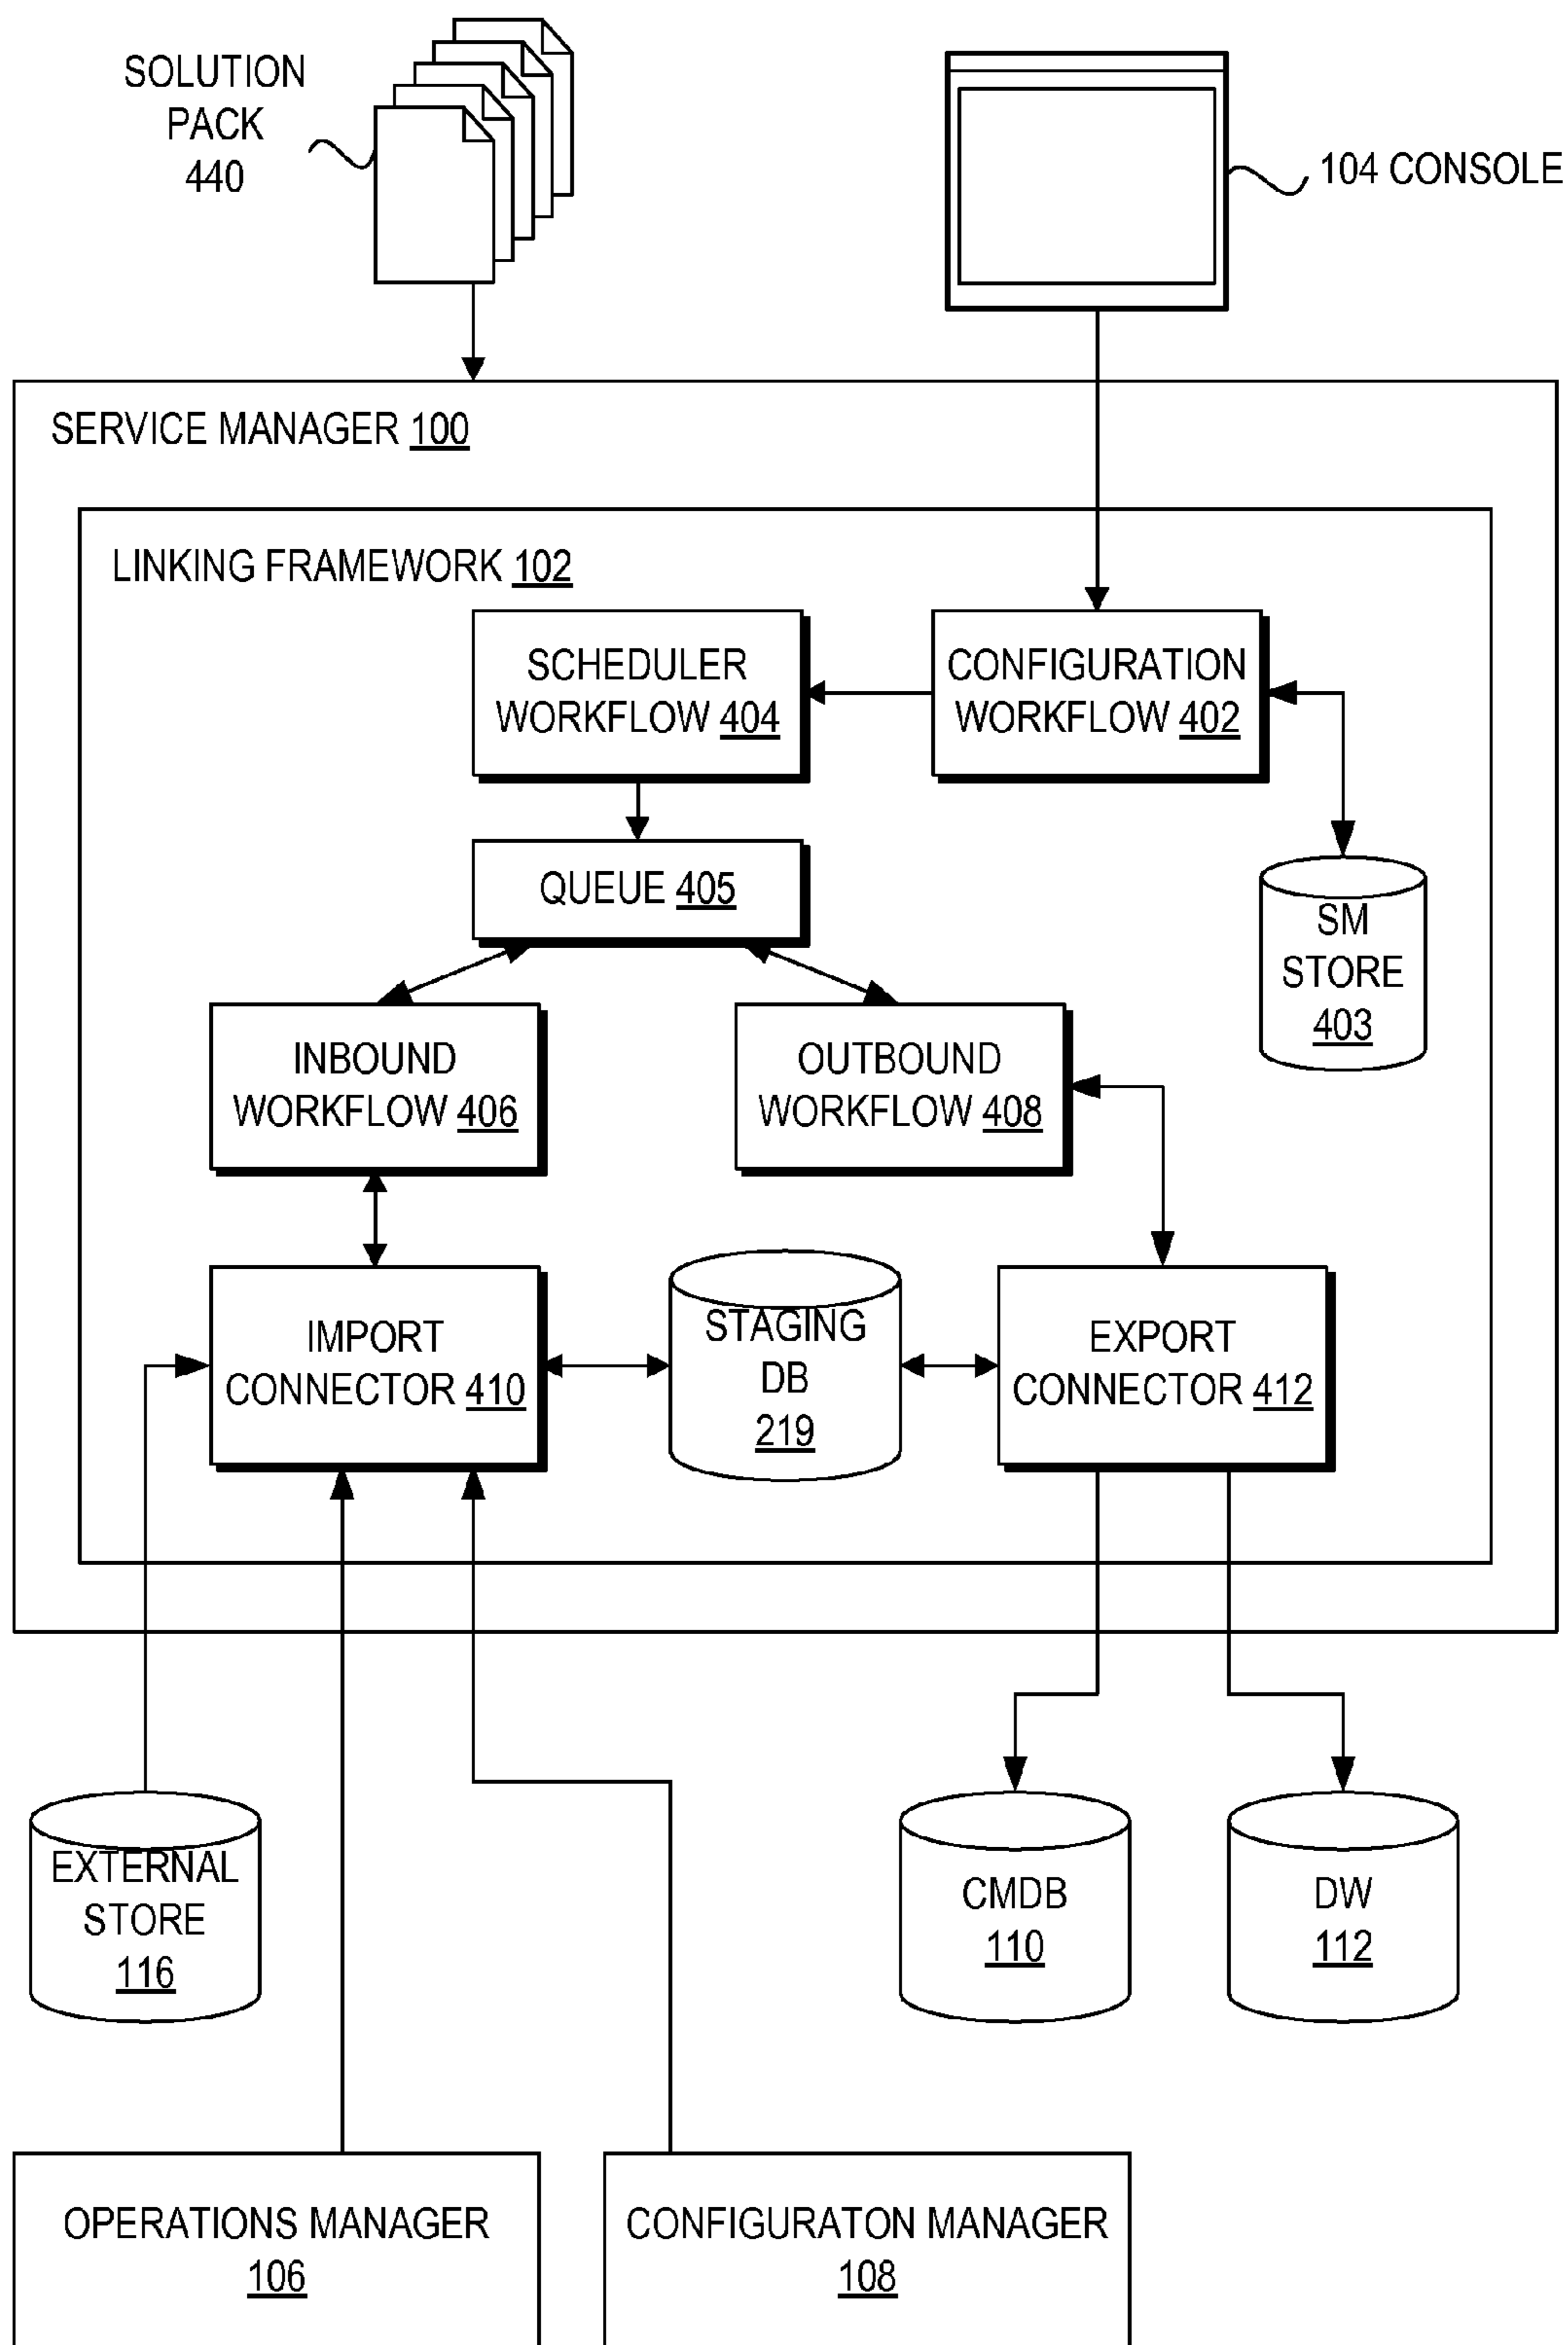 SOLUTION
PACK
440
104 CONSOLE
SERVICE MANAGER 100
LINKING FRAMEWORK 102
SCHEDULER
WORKFLOW 404
CONFIGURATION
WORKFLOW 402
QUEUE 405
SM
STORE
403
INBOUND
WORKFLOW 406
OUTBOUND
WORKFLOW 408
IMPORT
CONNECTOR 410
STAGING
DB
219
EXPORT
CONNECTOR 412
EXTERNAL
STORE
116
CMDB
110
DW
112
OPERATIONS MANAGER
106
CONFIGURATON MANAGER
108